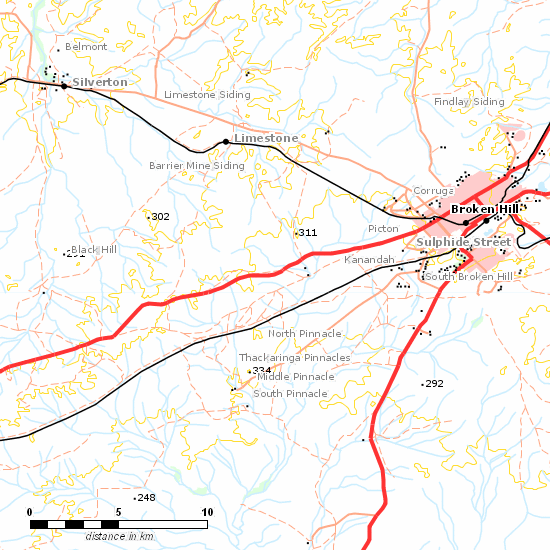 Belmont
Silverton
Limestone Siding
Findlay Siding
Limestone
Barrier Mine Siding
Corruga
Broken Hill
302
Picton
311
Sulphide Street
Black Hill
Kanandah
South Broken Hill
North Pinnacle
Thackaringa Pinnacles
334
Middle Pinnacle
292
South Pinnacle
248
0 5 10
distance in km